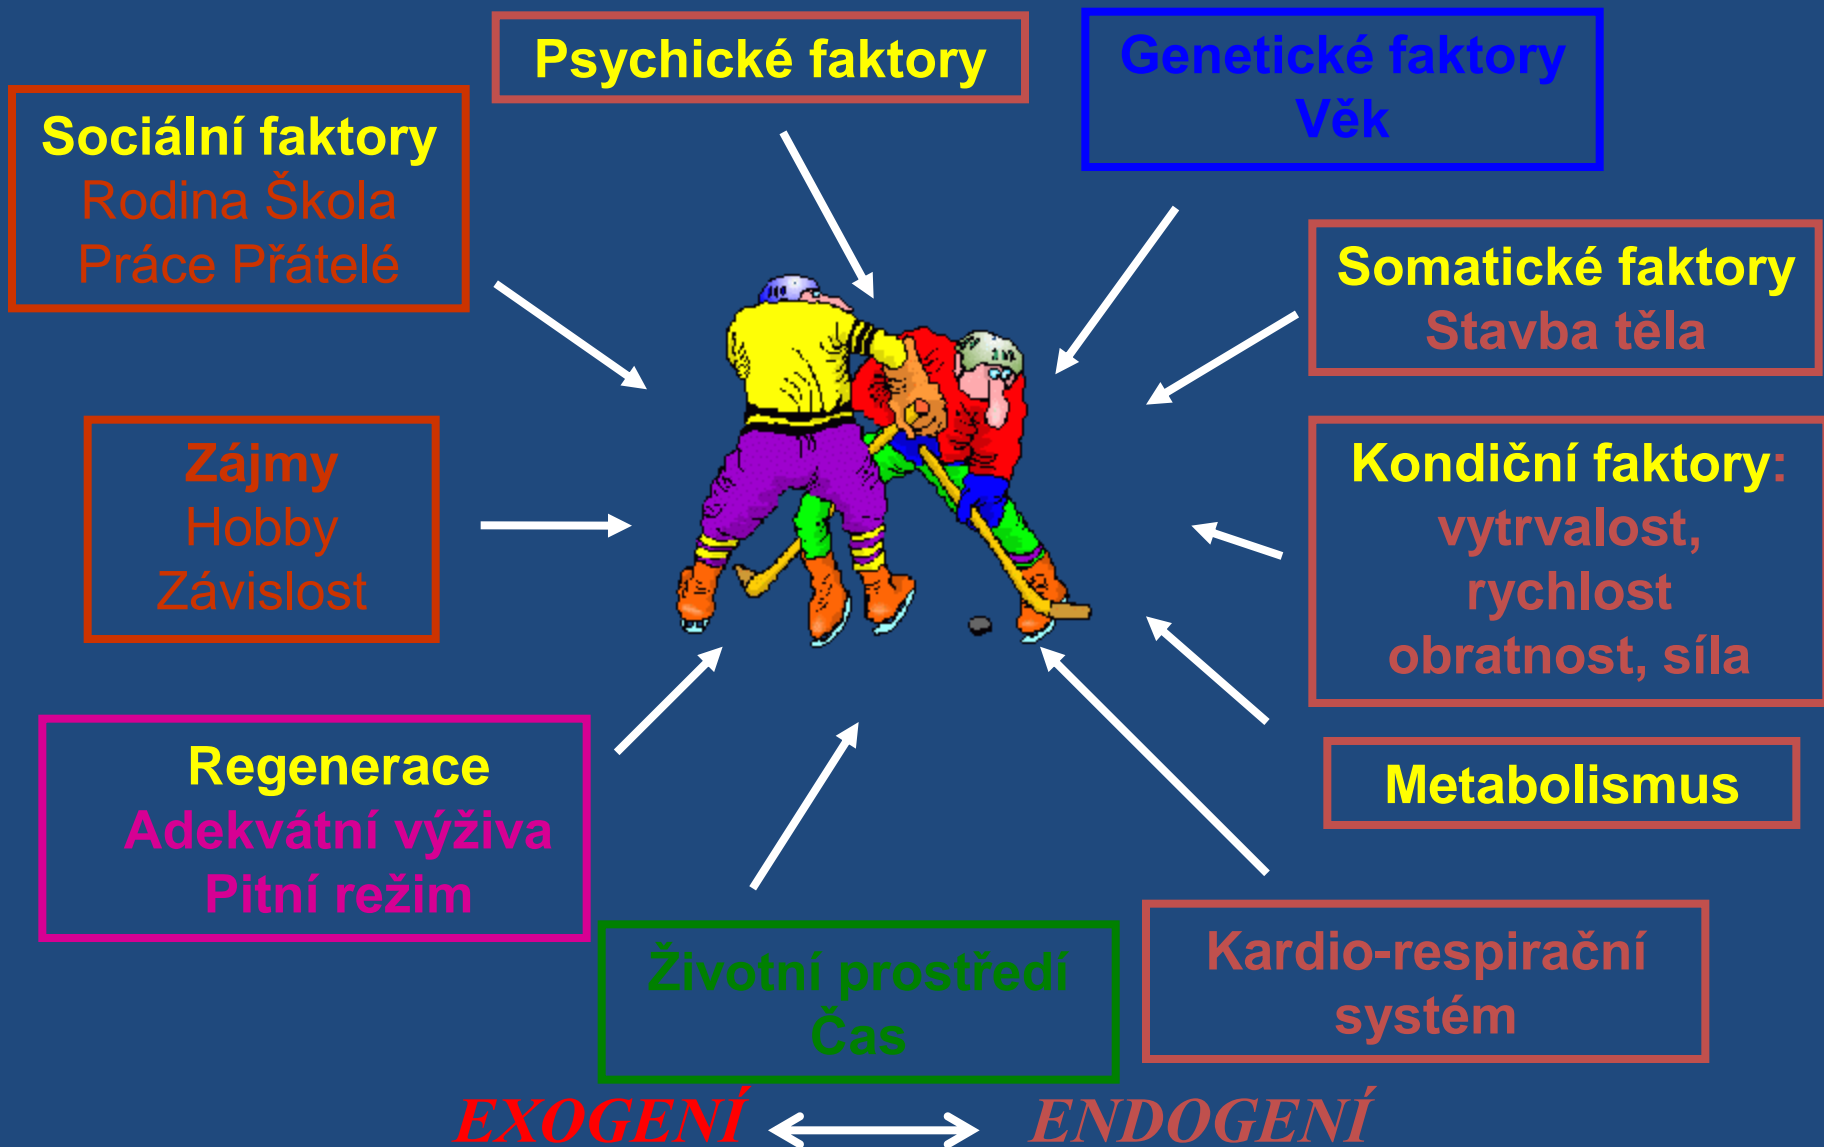 Psychické faktory
Genetické faktory
Věk
Sociální faktory
Rodina Škola
Práce Přátelé
Somatické faktory
Stavba těla
Zájmy
Hobby
Závislost
Kondiční faktory:
vytrvalost,
rychlost
obratnost, síla
Regenerace
Adekvátní výživa
Pitní režim
Metabolismus
Životní prostředí
Čas
Kardio-respirační
systém
EXOGENÍ
ENDOGENÍ